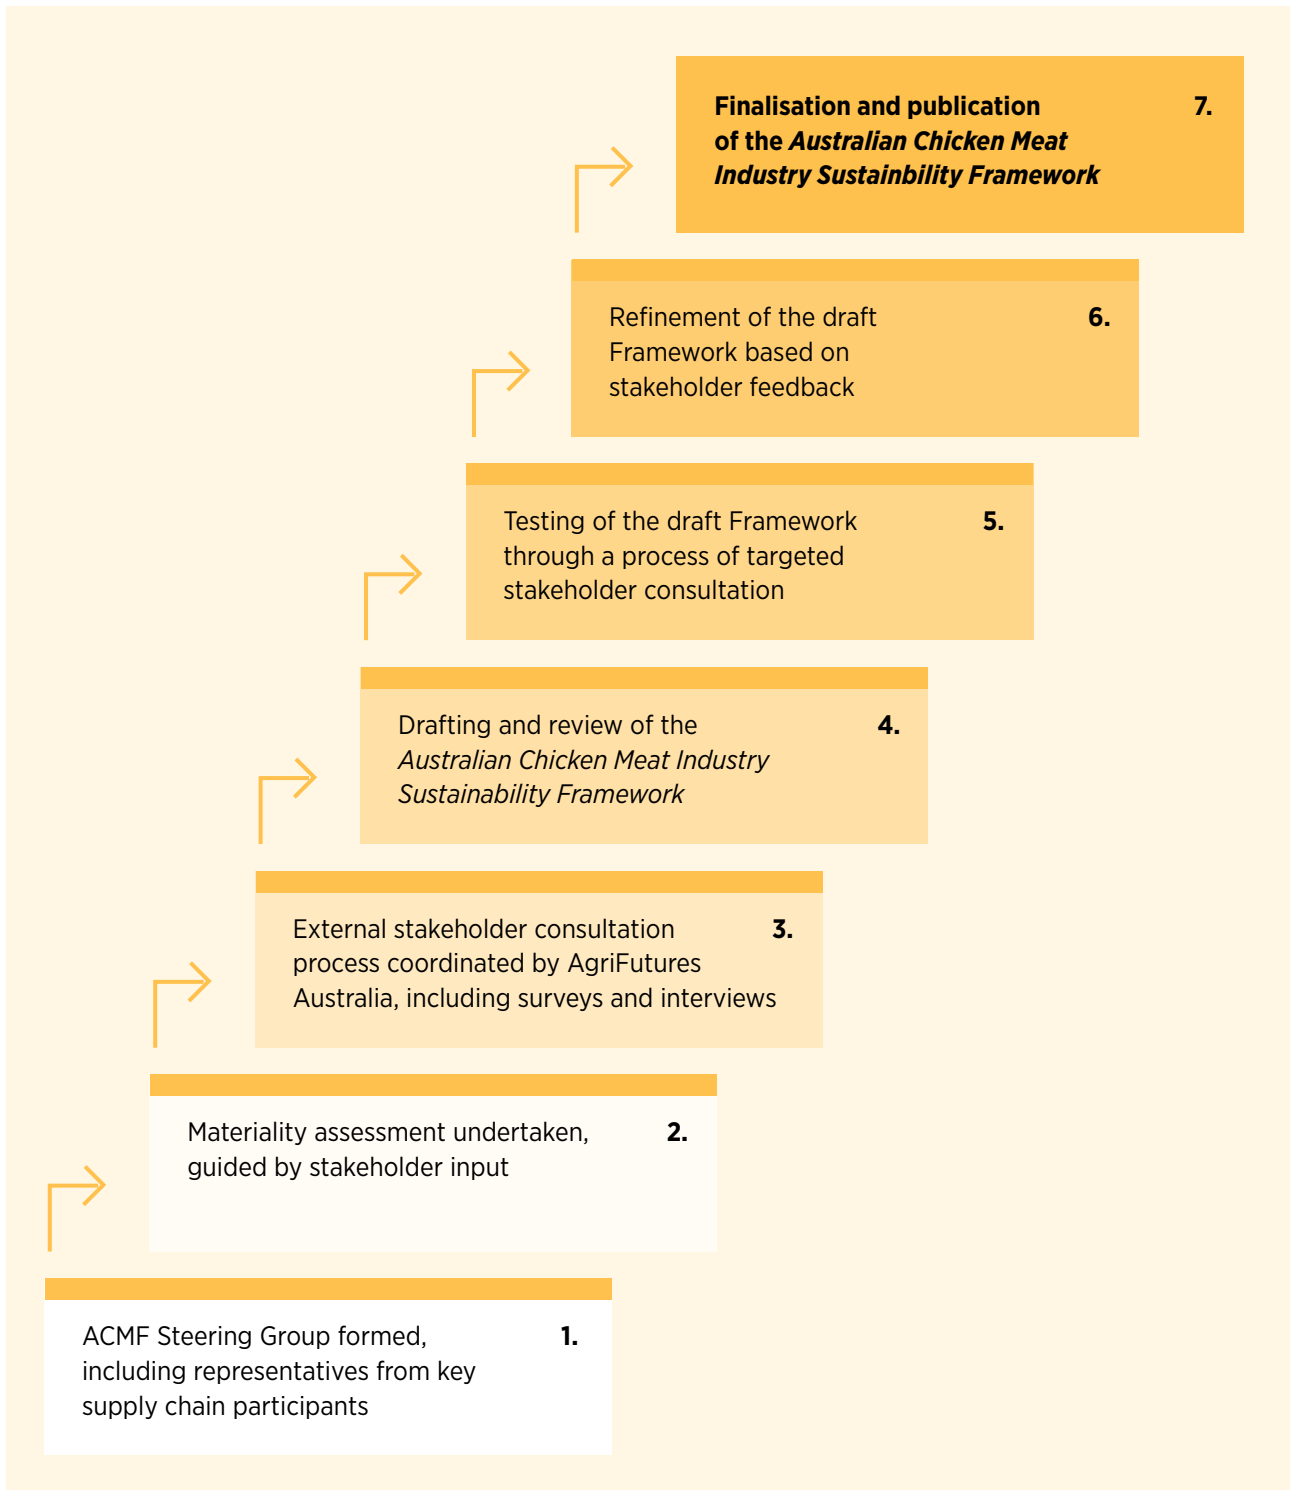 Finalisation and publication 7.
of the Australian Chicken Meat
Industry Sustainbility Framework
Refinement of the draft 6.
Framework based on
stakeholder feedback
Testing of the draft Framework 5.
through a process of targeted
stakeholder consultation
Drafting and review of the 4.
Australian Chicken Meat Industry
Sustainability Framework
External stakeholder consultation 3.
process coordinated by AgriFutures
Australia, including surveys and interviews
Materiality assessment undertaken, 2.
guided by stakeholder input
ACMF Steering Group formed, 1.
including representatives from key
supply chain participants